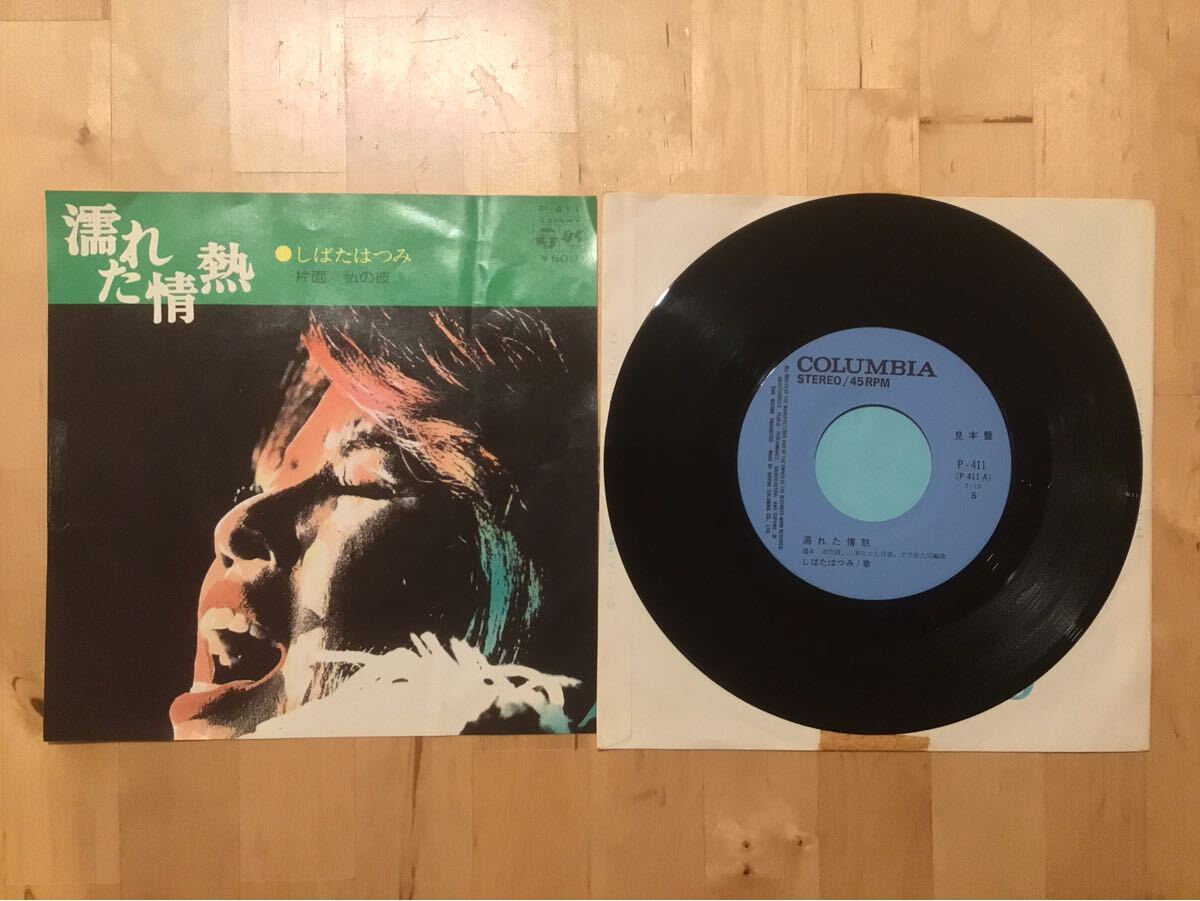 濡れた情熱
●しばたはつみ
片面 私の彼
P-411
¥500
COLUMBIA
STEREO/45RPM
見本盤
P-411
(P 411-A)
S
濡れた情熱
しばたはつみ/歌